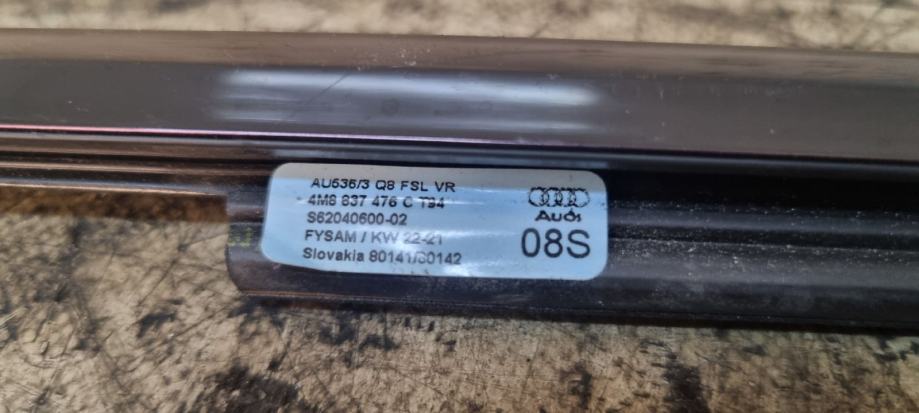 AU536/3 Q8 FSL VR
4M8 837 476 C T94
S62040600-02
FYSAM / KW 22-21
Slovakia 80141/80142
Audi
08S